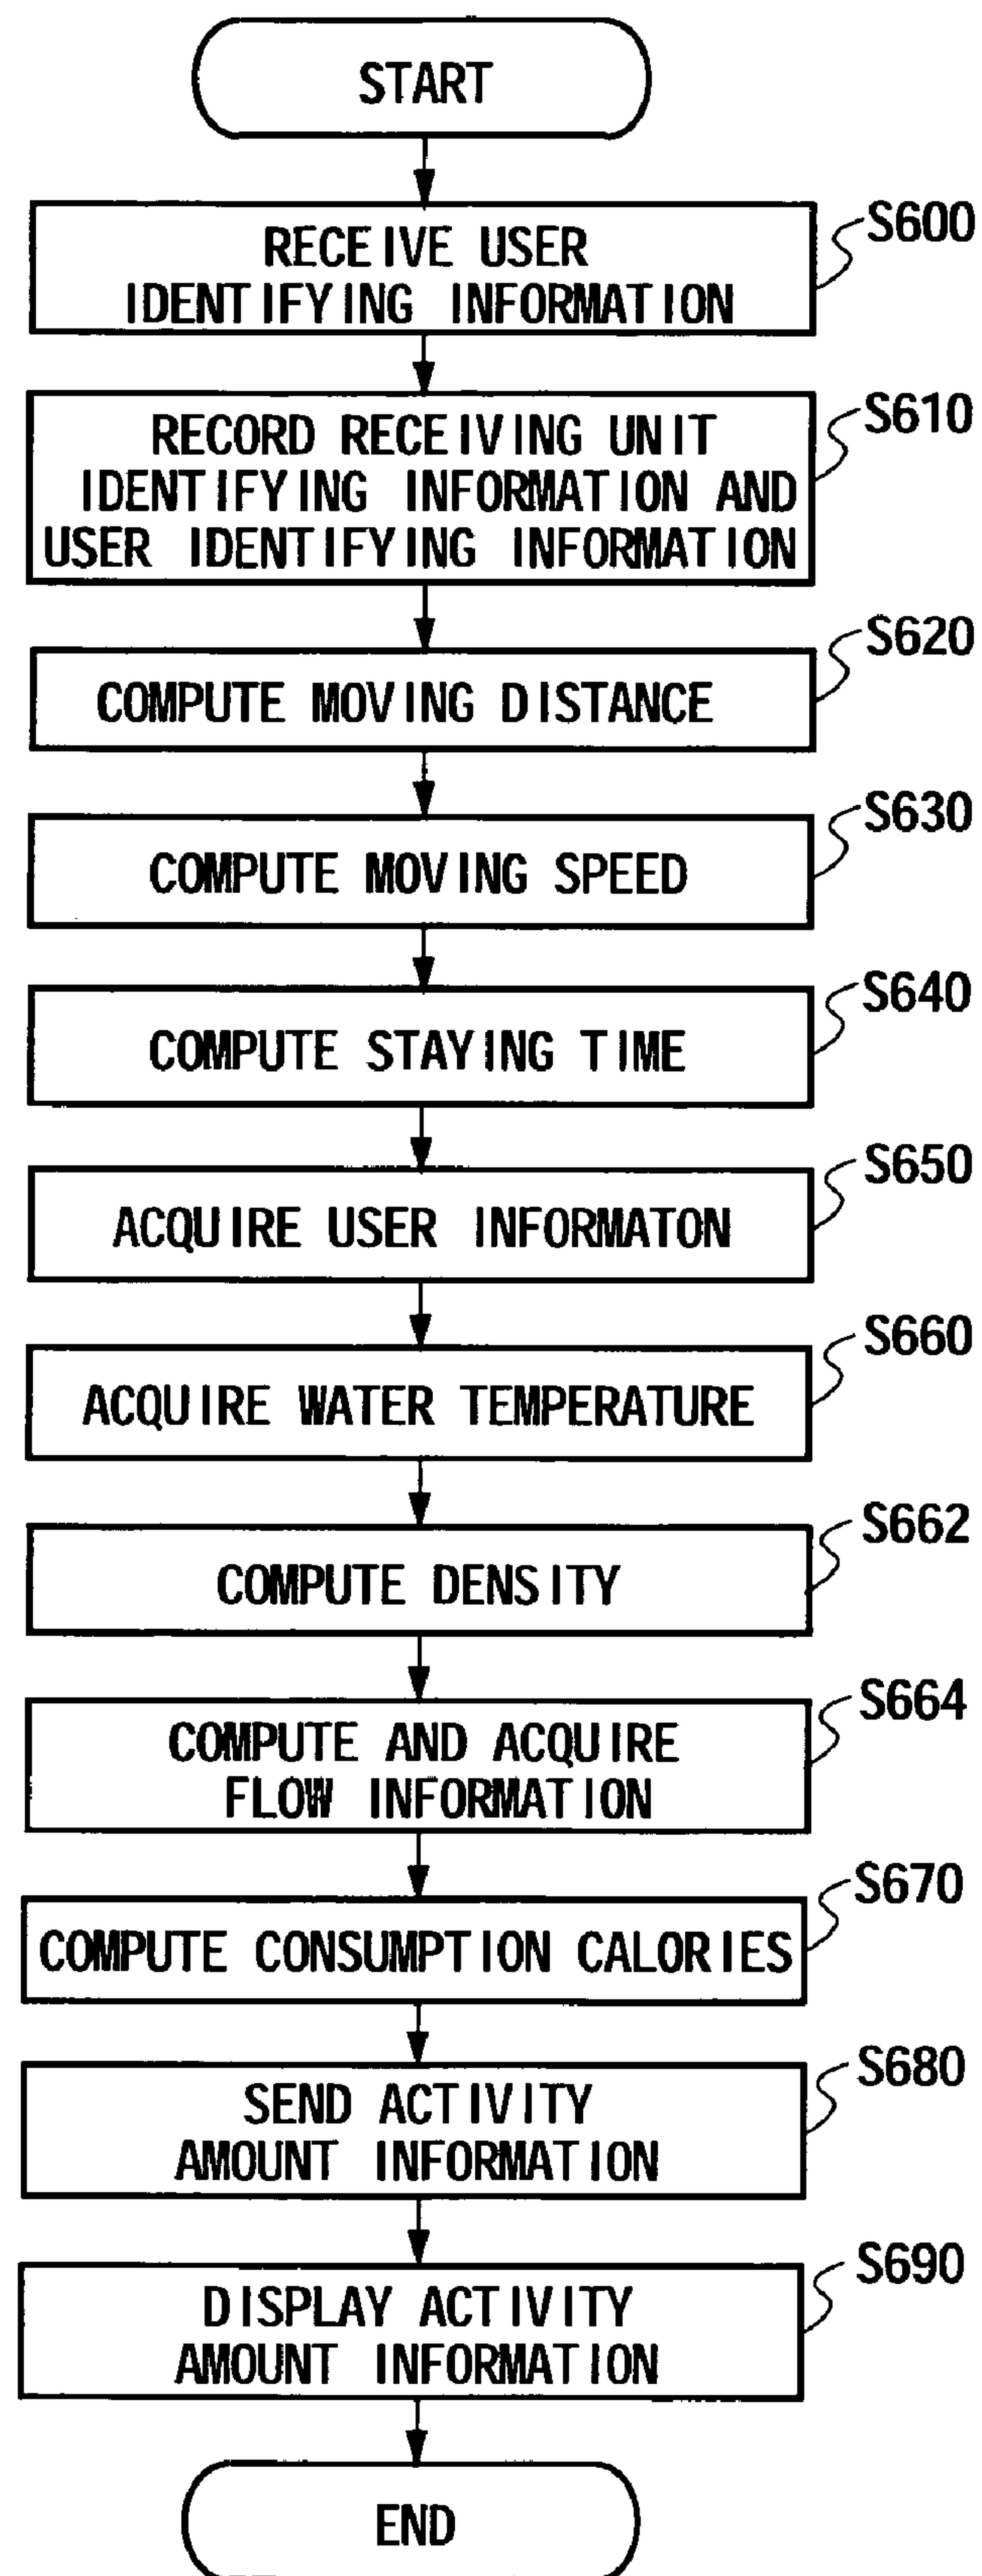 START
RECEIVE USER
IDENTIFYING INFORMATION
S600
RECORD RECEIVING UNIT
IDENTIFYING INFORMATION AND
USER IDENTIFYING INFORMATION
S610
COMPUTE MOVING DISTANCE
S620
COMPUTE MOVING SPEED
S630
COMPUTE STAYING TIME
S640
ACQUIRE USER INFORMATON
S650
ACQUIRE WATER TEMPERATURE
S660
COMPUTE DENSITY
S662
COMPUTE AND ACQUIRE
FLOW INFORMATION
S664
COMPUTE CONSUMPTION CALORIES
S670
SEND ACTIVITY
AMOUNT INFORMATION
S680
DISPLAY ACTIVITY
AMOUNT INFORMATION
S690
END